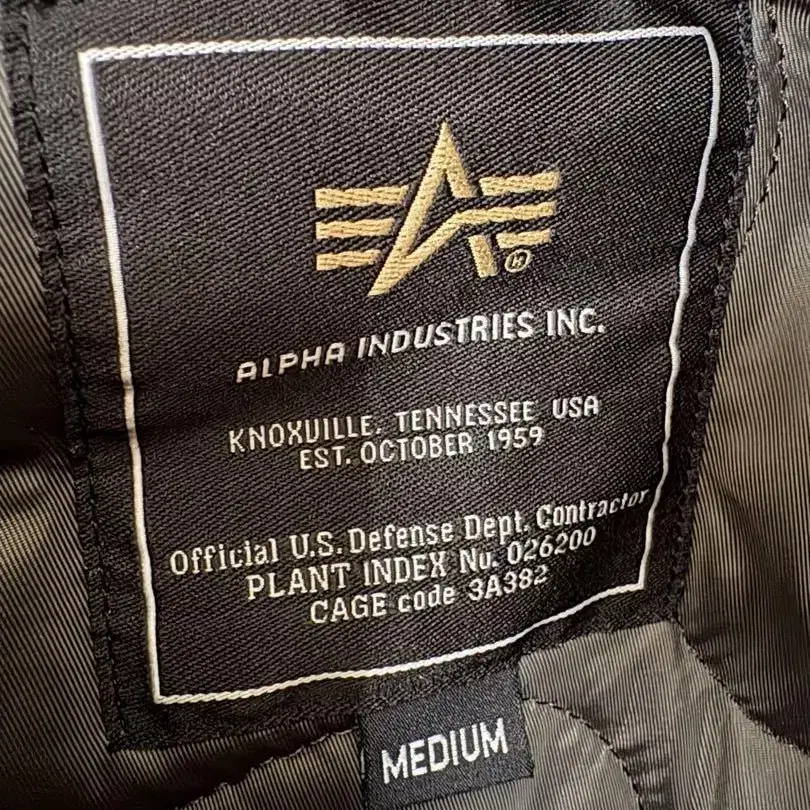 ALPHA INDUSTRIES INC.
KNOXVILLE, TENNESSEE USA
EST. OCTOBER 1959
Official U.S. Defense Dept. Contractor
PLANT INDEX No. 026200
CAGE code 3A382
MEDIUM